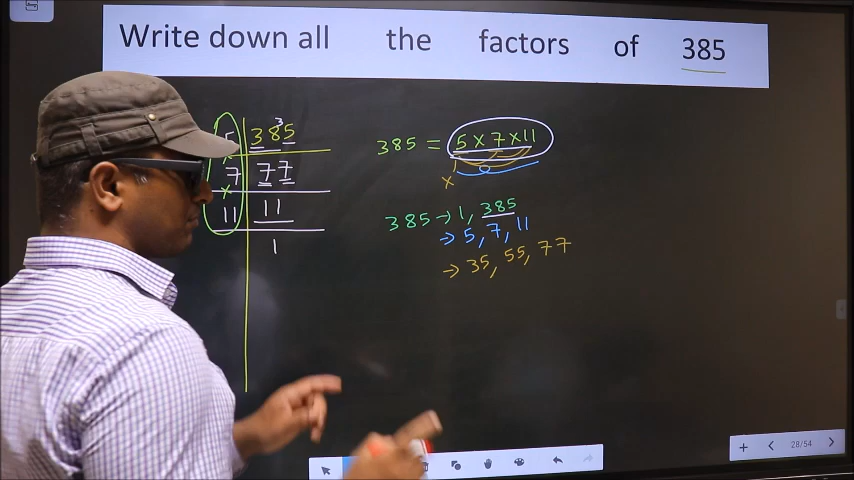 Write down all the factors of 385
5 385 3
7 77
11 11
1
385 = 5 × 7 × 11
×
385 → 1, 385
→ 5, 7, 11
→ 35, 55, 77
28/54